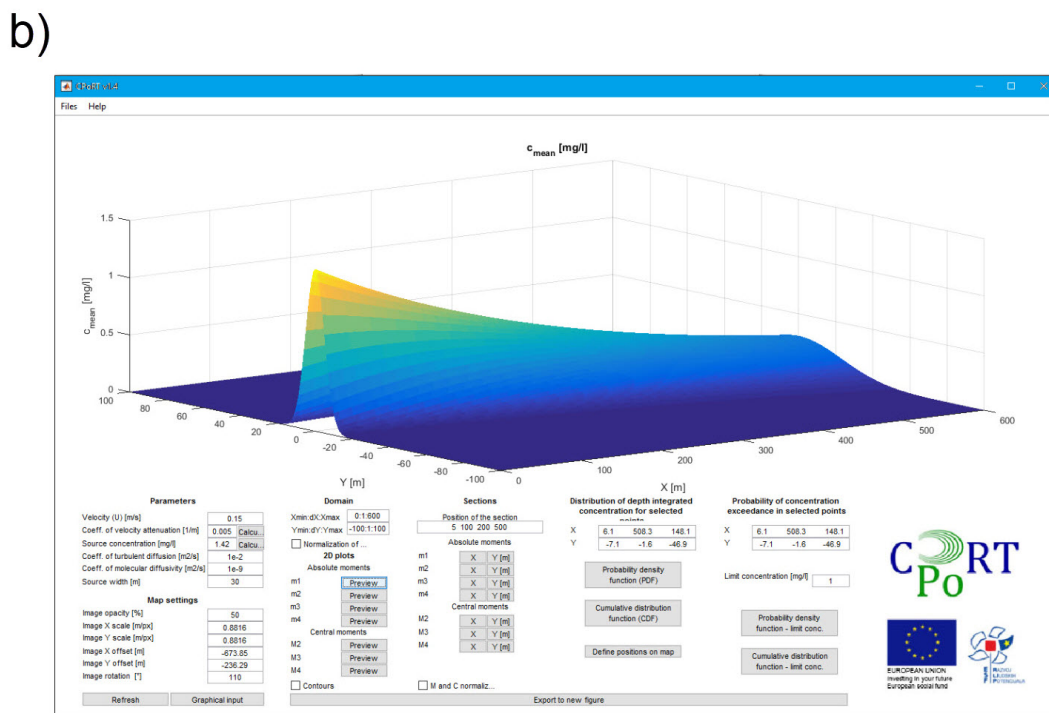 b)
CPoRT v1.4
Files Help
c_mean [mg/l]
1.5
1
0.5
0
c_mean [mg/l]
100
80
60
40
20
0
-20
-40
-60
-80
-100
Y [m]
0
100
200
300
400
500
600
X [m]
Parameters
Velocity (U) [m/s] 0.15
Coeff. of velocity attenuation [1/m] 0.005 Calcu...
Source concentration [mg/l] 1.42 Calcu...
Coeff. of turbulent diffusion [m2/s] 1e-2
Coeff. of molecular diffusivity [m2/s] 1e-9
Source width [m] 30
Map settings
Image opacity [%] 50
Image X scale [m/px] 0.8816
Image Y scale [m/px] 0.8816
Image X offset [m] -673.85
Image Y offset [m] -236.29
Image rotation [°] 110
Refresh Graphical input
Domain
Xmin:dX:Xmax 0:1:600
Ymin:dY:Ymax -100:1:100
Normalization of ...
2D plots
Absolute moments
m1 Preview
m2 Preview
m3 Preview
m4 Preview
Central moments
M2 Preview
M3 Preview
M4 Preview
Contours
Sections
Position of the section
5 100 200 500
Absolute moments
m1 X Y [m]
m2 X Y [m]
m3 X Y [m]
m4 X Y [m]
Central moments
M2 X Y [m]
M3 X Y [m]
M4 X Y [m]
M and C normaliz...
Export to new figure
Distribution of depth integrated
concentration for selected
points
X 6.1 508.3 148.1
Y -7.1 -1.6 -46.9
Probability density
function (PDF)
Cumulative distribution
function (CDF)
Define positions on map
Probability of concentration
exceedance in selected points
X 6.1 508.3 148.1
Y -7.1 -1.6 -46.9
Limit concentration [mg/l] 1
Probability density
function - limit conc.
Cumulative distribution
function - limit conc.
CPoRT
EUROPEAN UNION
Investing in your future
European social fund
RAZVOJ
LJUDSKIH
POTENCIJALA